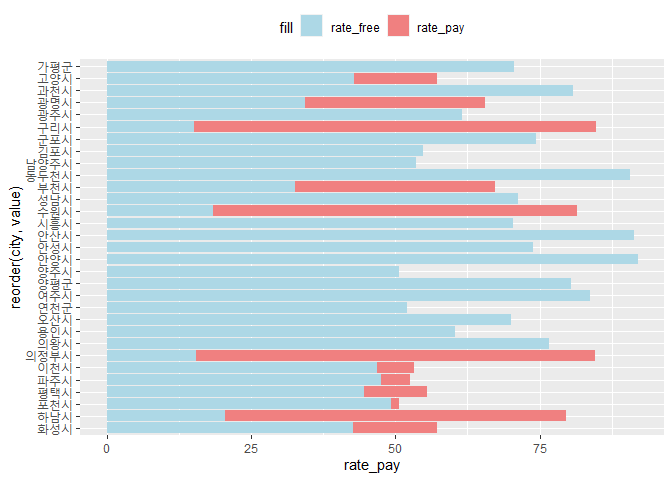 fill rate_free rate_pay
reorder(city, value)
가평군
고양시
과천시
광명시
광주시
구리시
군포시
김포시
남양주시
동두천시
부천시
성남시
수원시
시흥시
안산시
안성시
안양시
양주시
양평군
여주시
연천군
오산시
용인시
의왕시
의정부시
이천시
파주시
평택시
포천시
하남시
화성시
0 25 50 75
rate_pay